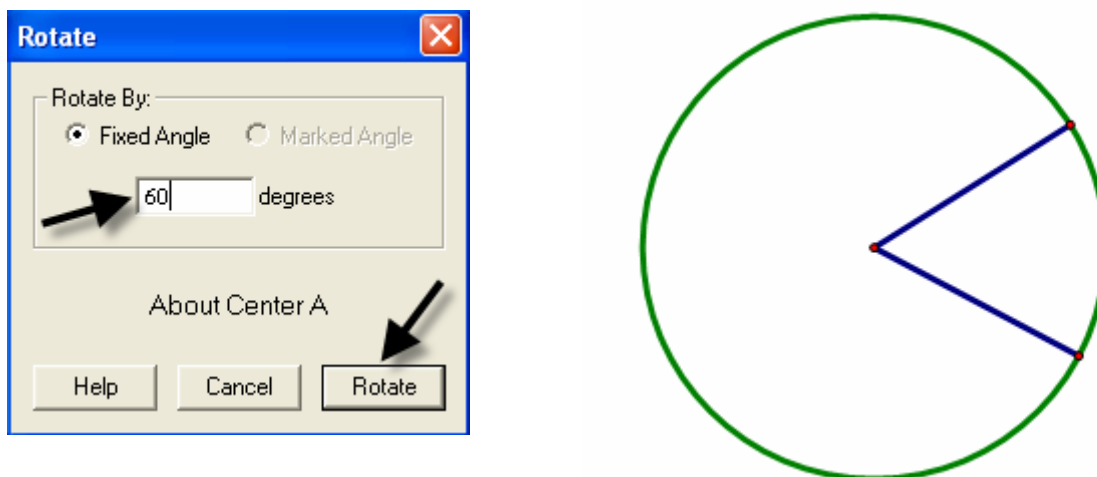 Rotate
Rotate By:
Fixed Angle Marked Angle
60 degrees
About Center A
Help Cancel Rotate